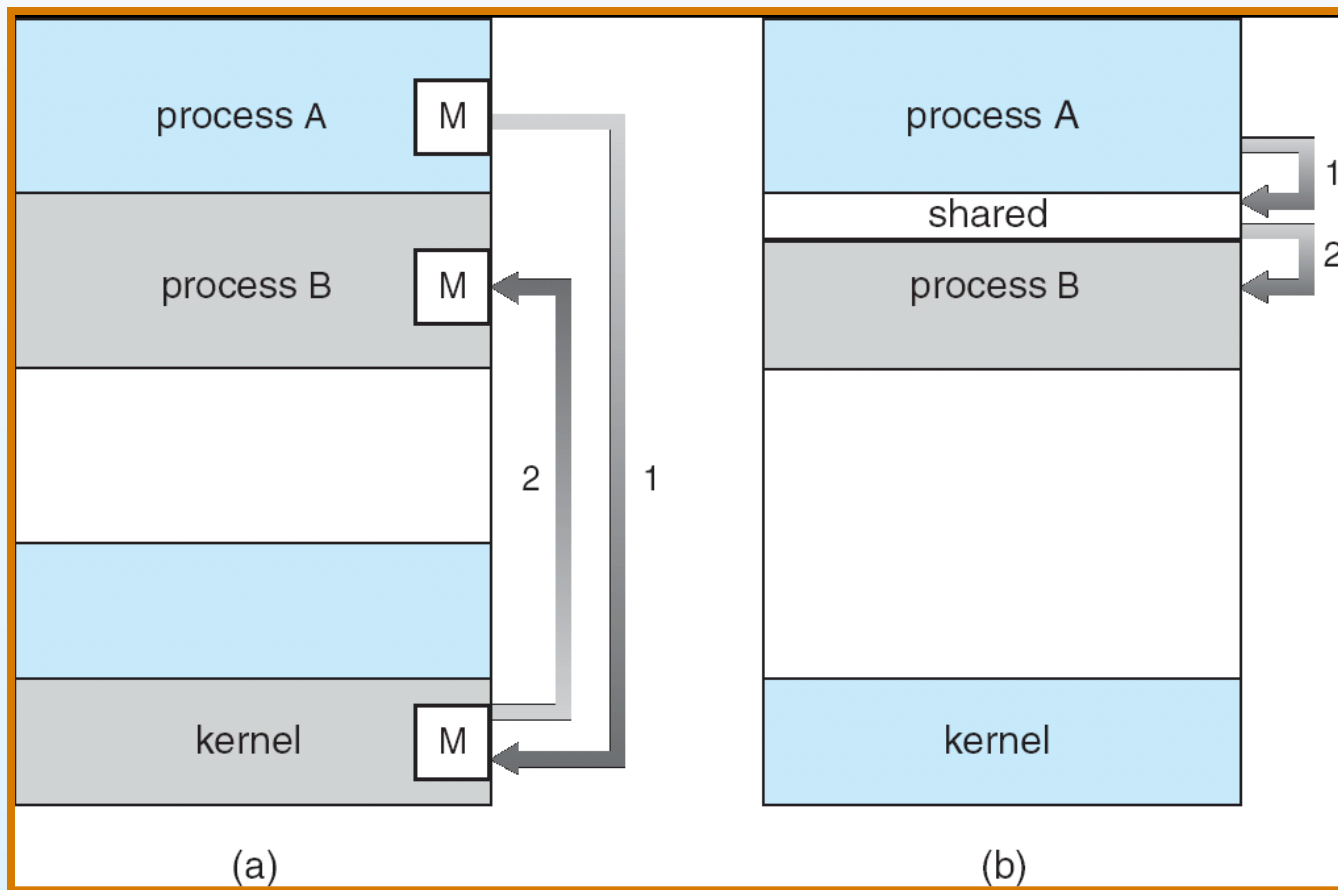 process A
M
process B
M
2
1
kernel
M
(a)
process A
1
shared
2
process B
kernel
(b)